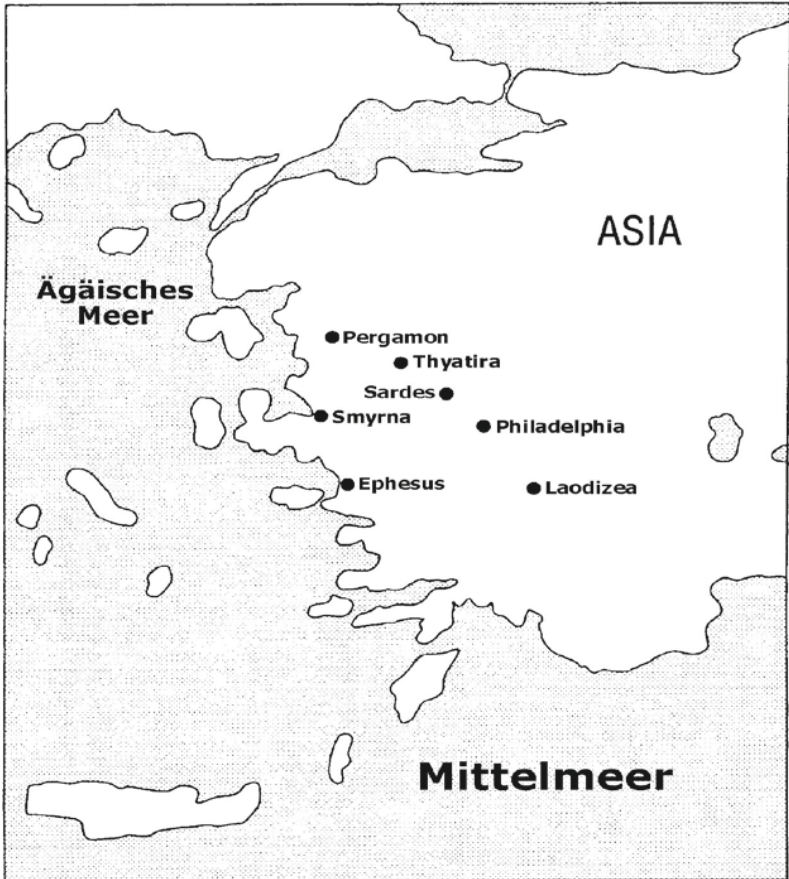 ASIA
Ägäisches
Meer
Pergamon
Thyatira
Sardes
Smyrna
Philadelphia
Ephesus
Laodizea
Mittelmeer